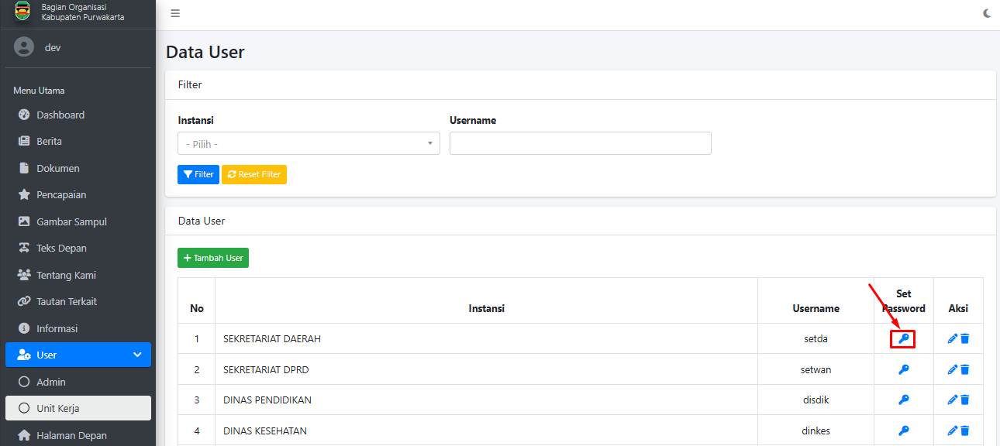 Bagian Organisasi
Kabupaten Purwakarta
dev
Menu Utama
Dashboard
Berita
Dokumen
Pencapaian
Gambar Sampul
Teks Depan
Tentang Kami
Tautan Terkait
Informasi
User
Admin
Unit Kerja
Halaman Depan
Data User
Filter
Instansi Username
- Pilih -
Filter Reset Filter
Data User
+ Tambah User
No Instansi Username Set Password Aksi
1 SEKRETARIAT DAERAH setda
2 SEKRETARIAT DPRD setwan
3 DINAS PENDIDIKAN disdik
4 DINAS KESEHATAN dinkes